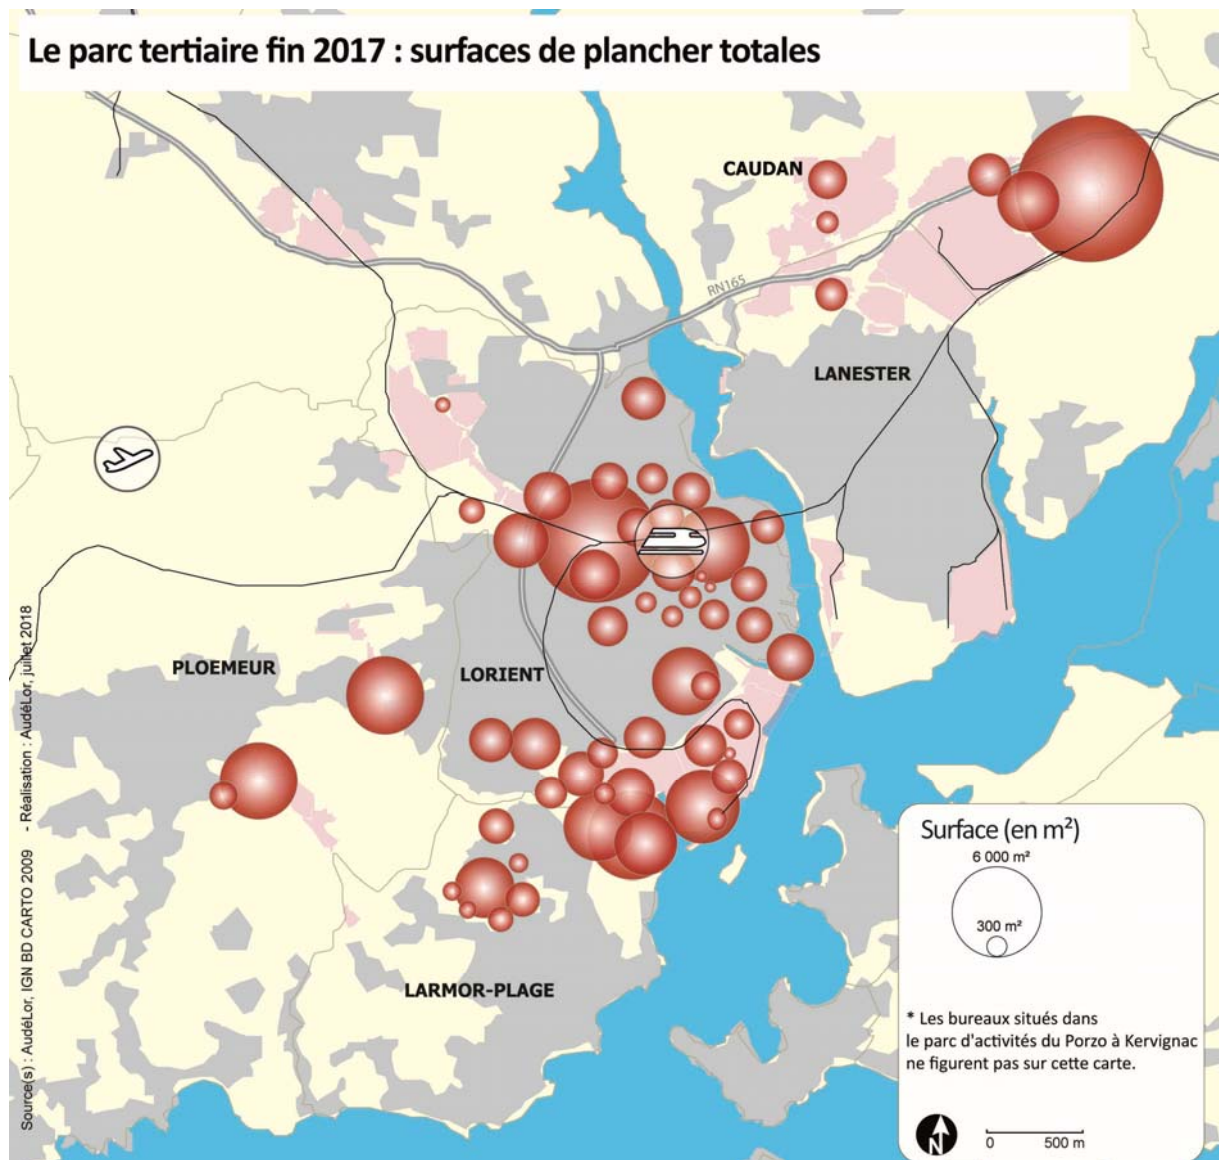 Le parc tertiaire fin 2017 : surfaces de plancher totales
CAUDAN
RN165
LANESTER
PLOEMEUR
LORIENT
LARMOR-PLAGE
Source(s) : AudéLor, IGN BD CARTO 2009 - Réalisation : AudéLor, juillet 2018
Surface (en m²)
6 000 m²
300 m²
* Les bureaux situés dans
le parc d'activités du Porzo à Kervignac
ne figurent pas sur cette carte.
N
0 500 m